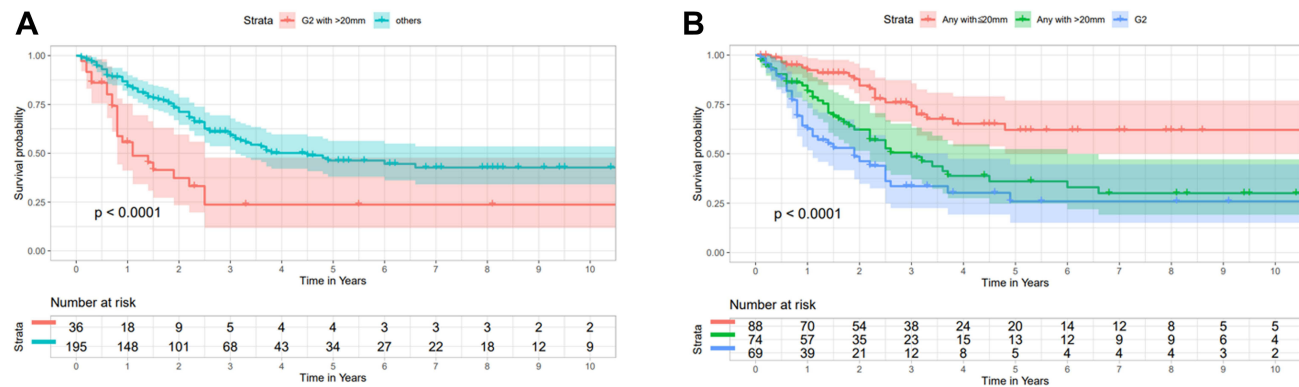 A
Strata G2 with >20mm others
Survival probability
1.00
0.75
0.50
0.25
0.00
p < 0.0001
0 1 2 3 4 5 6 7 8 9 10
Time in Years
Number at risk
Strata
36 18 9 5 4 4 3 3 3 2 2
195 148 101 68 43 34 27 22 18 12 9
0 1 2 3 4 5 6 7 8 9 10
Time in Years
B
Strata Any with≤20mm Any with >20mm G2
Survival probability
1.00
0.75
0.50
0.25
0.00
p < 0.0001
0 1 2 3 4 5 6 7 8 9 10
Time in Years
Number at risk
Strata
88 70 54 38 24 20 14 12 8 5 5
74 57 35 23 15 13 12 9 9 6 4
69 39 21 12 8 5 4 4 4 3 2
0 1 2 3 4 5 6 7 8 9 10
Time in Years